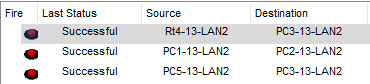 Fire Last Status Source Destination
Successful Rt4-13-LAN2 PC3-13-LAN2
Successful PC1-13-LAN2 PC2-13-LAN2
Successful PC5-13-LAN2 PC3-13-LAN2